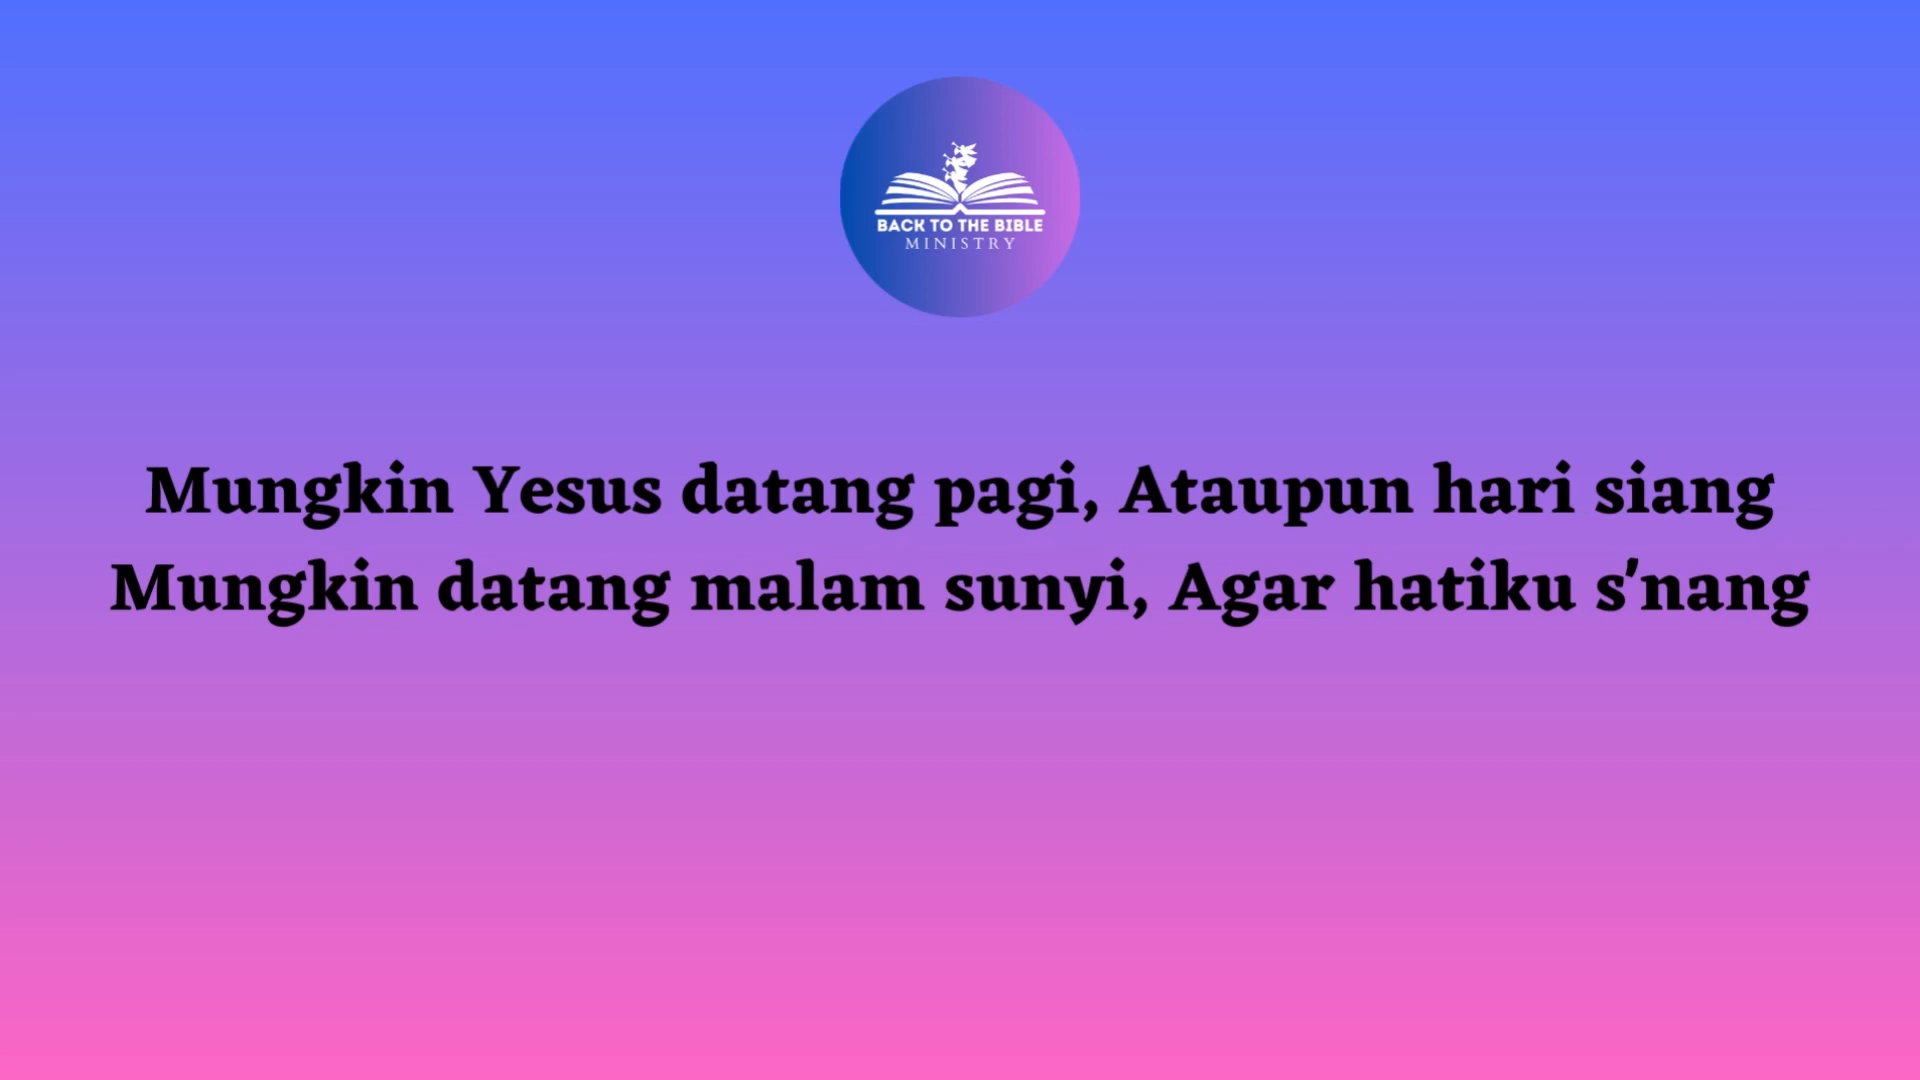 BACK TO THE BIBLE
MINISTRY
Mungkin Yesus datang pagi, Ataupun hari siang
Mungkin datang malam sunyi, Agar hatiku s'nang